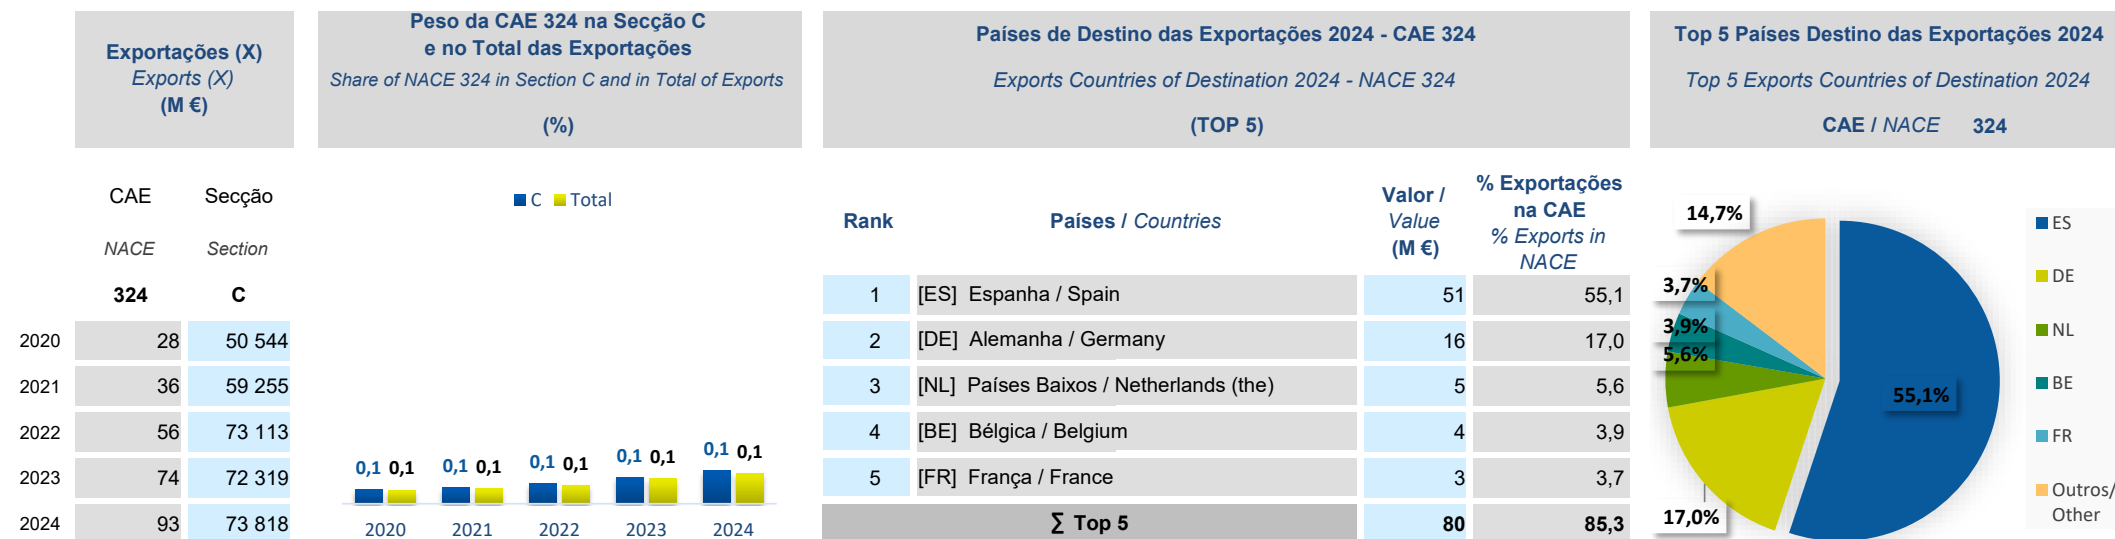 Exportações (X)
Exports (X)
(M €)
Peso da CAE 324 na Secção C
e no Total das Exportações
Share of NACE 324 in Section C and in Total of Exports
(%)
Países de Destino das Exportações 2024 - CAE 324
Exports Countries of Destination 2024 - NACE 324
(TOP 5)
Top 5 Países Destino das Exportações 2024
Top 5 Exports Countries of Destination 2024
CAE / NACE 324
CAE Secção
NACE Section
324 C
2020 28 50 544
2021 36 59 255
2022 56 73 113
2023 74 72 319
2024 93 73 818
C Total
0,1 0,1 0,1 0,1 0,1 0,1 0,1 0,1 0,1 0,1
2020 2021 2022 2023 2024
Rank
Países / Countries
Valor /
Value
(M €)
% Exportações
na CAE
% Exports in
NACE
1 [ES] Espanha / Spain 51 55,1
2 [DE] Alemanha / Germany 16 17,0
3 [NL] Países Baixos / Netherlands (the) 5 5,6
4 [BE] Bélgica / Belgium 4 3,9
5 [FR] França / France 3 3,7
∑ Top 5 80 85,3
14,7%
3,7%
3,9%
5,6%
55,1%
17,0%
ES
DE
NL
BE
FR
Outros/
Other